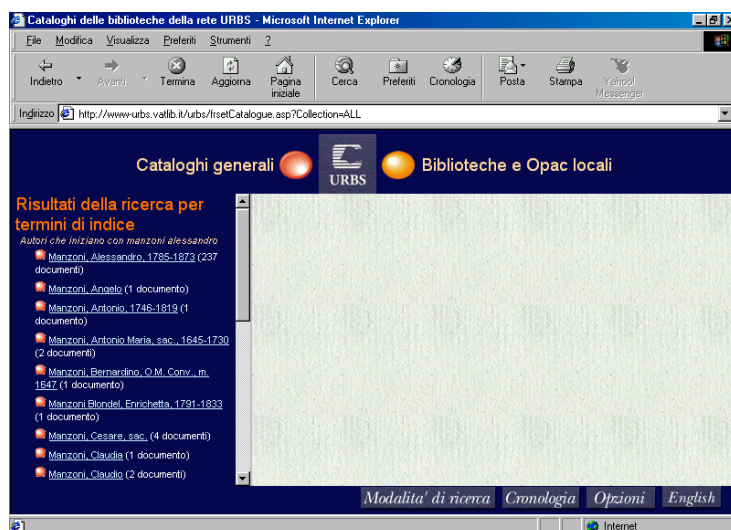 Cataloghi delle biblioteche della rete URBS - Microsoft Internet Explorer
File Modifica Visualizza Preferiti Strumenti ?
Indietro Avanti Termina Aggiorna Pagina iniziale Cerca Preferiti Cronologia Posta Stampa Yahoo! Messenger
Indirizzo http://www-urbs.vatlib.it/urbs/frsetCatalogue.asp?Collection=ALL
Cataloghi generali URBS Biblioteche e Opac locali
Risultati della ricerca per
termini di indice
Autori che iniziano con manzoni alessandro
Manzoni, Alessandro, 1785-1873 (237
documenti)
Manzoni, Angelo (1 documento)
Manzoni, Antonio, 1746-1819 (1
documento)
Manzoni, Antonio Maria, sac., 1645-1730
(2 documenti)
Manzoni, Bernardino, O.M. Conv., m.
1647 (1 documento)
Manzoni Blondel, Enrichetta, 1791-1833
(1 documento)
Manzoni, Cesare, sac. (4 documenti)
Manzoni, Claudia (1 documento)
Manzoni, Claudio (2 documenti)
Modalita' di ricerca Cronologia Opzioni English
Internet